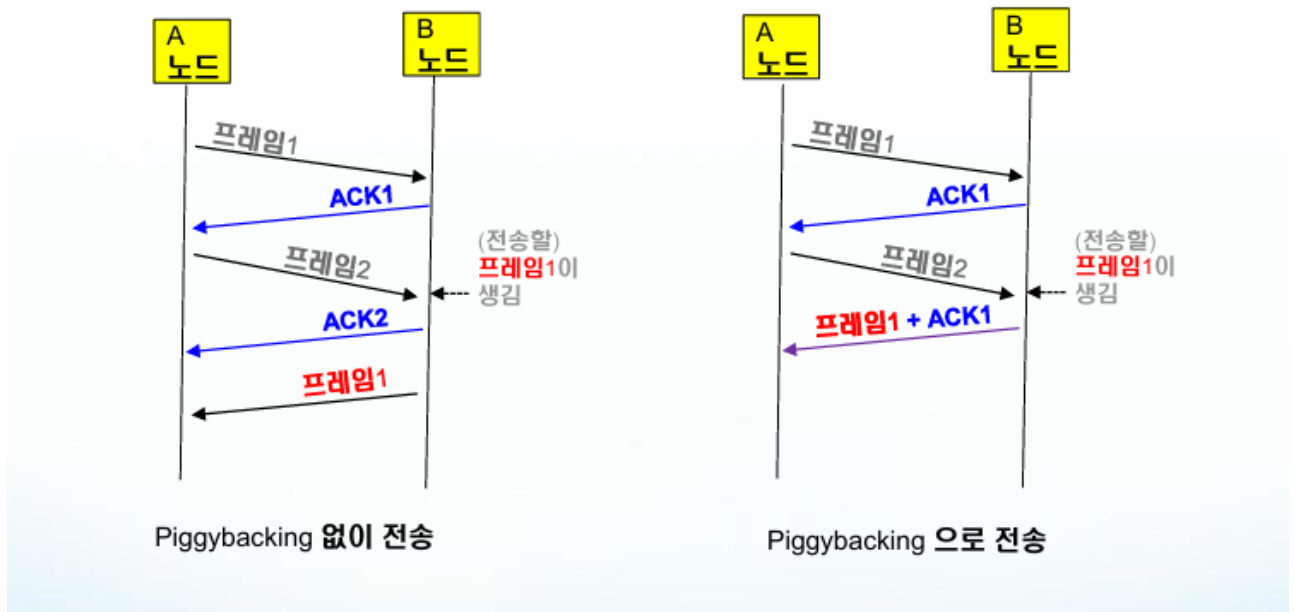 A
노드
B
노드
프레임1
ACK1
프레임2
(전송할)
프레임1이
생김
ACK2
프레임1
Piggybacking 없이 전송
A
노드
B
노드
프레임1
ACK1
프레임2
(전송할)
프레임1이
생김
프레임1 + ACK1
Piggybacking 으로 전송